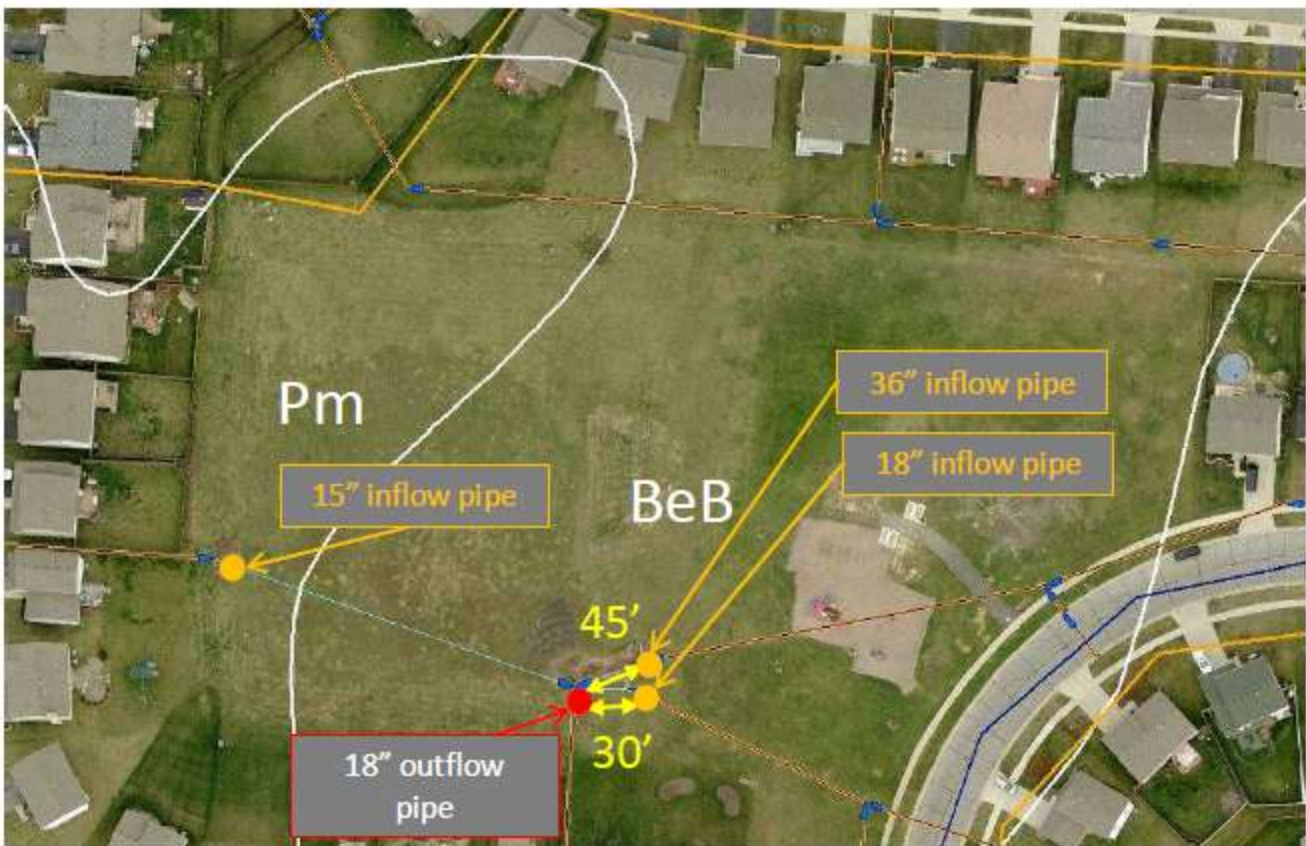 36” inflow pipe
Pm
18” inflow pipe
15” inflow pipe
BeB
45’
30’
18” outflow
pipe